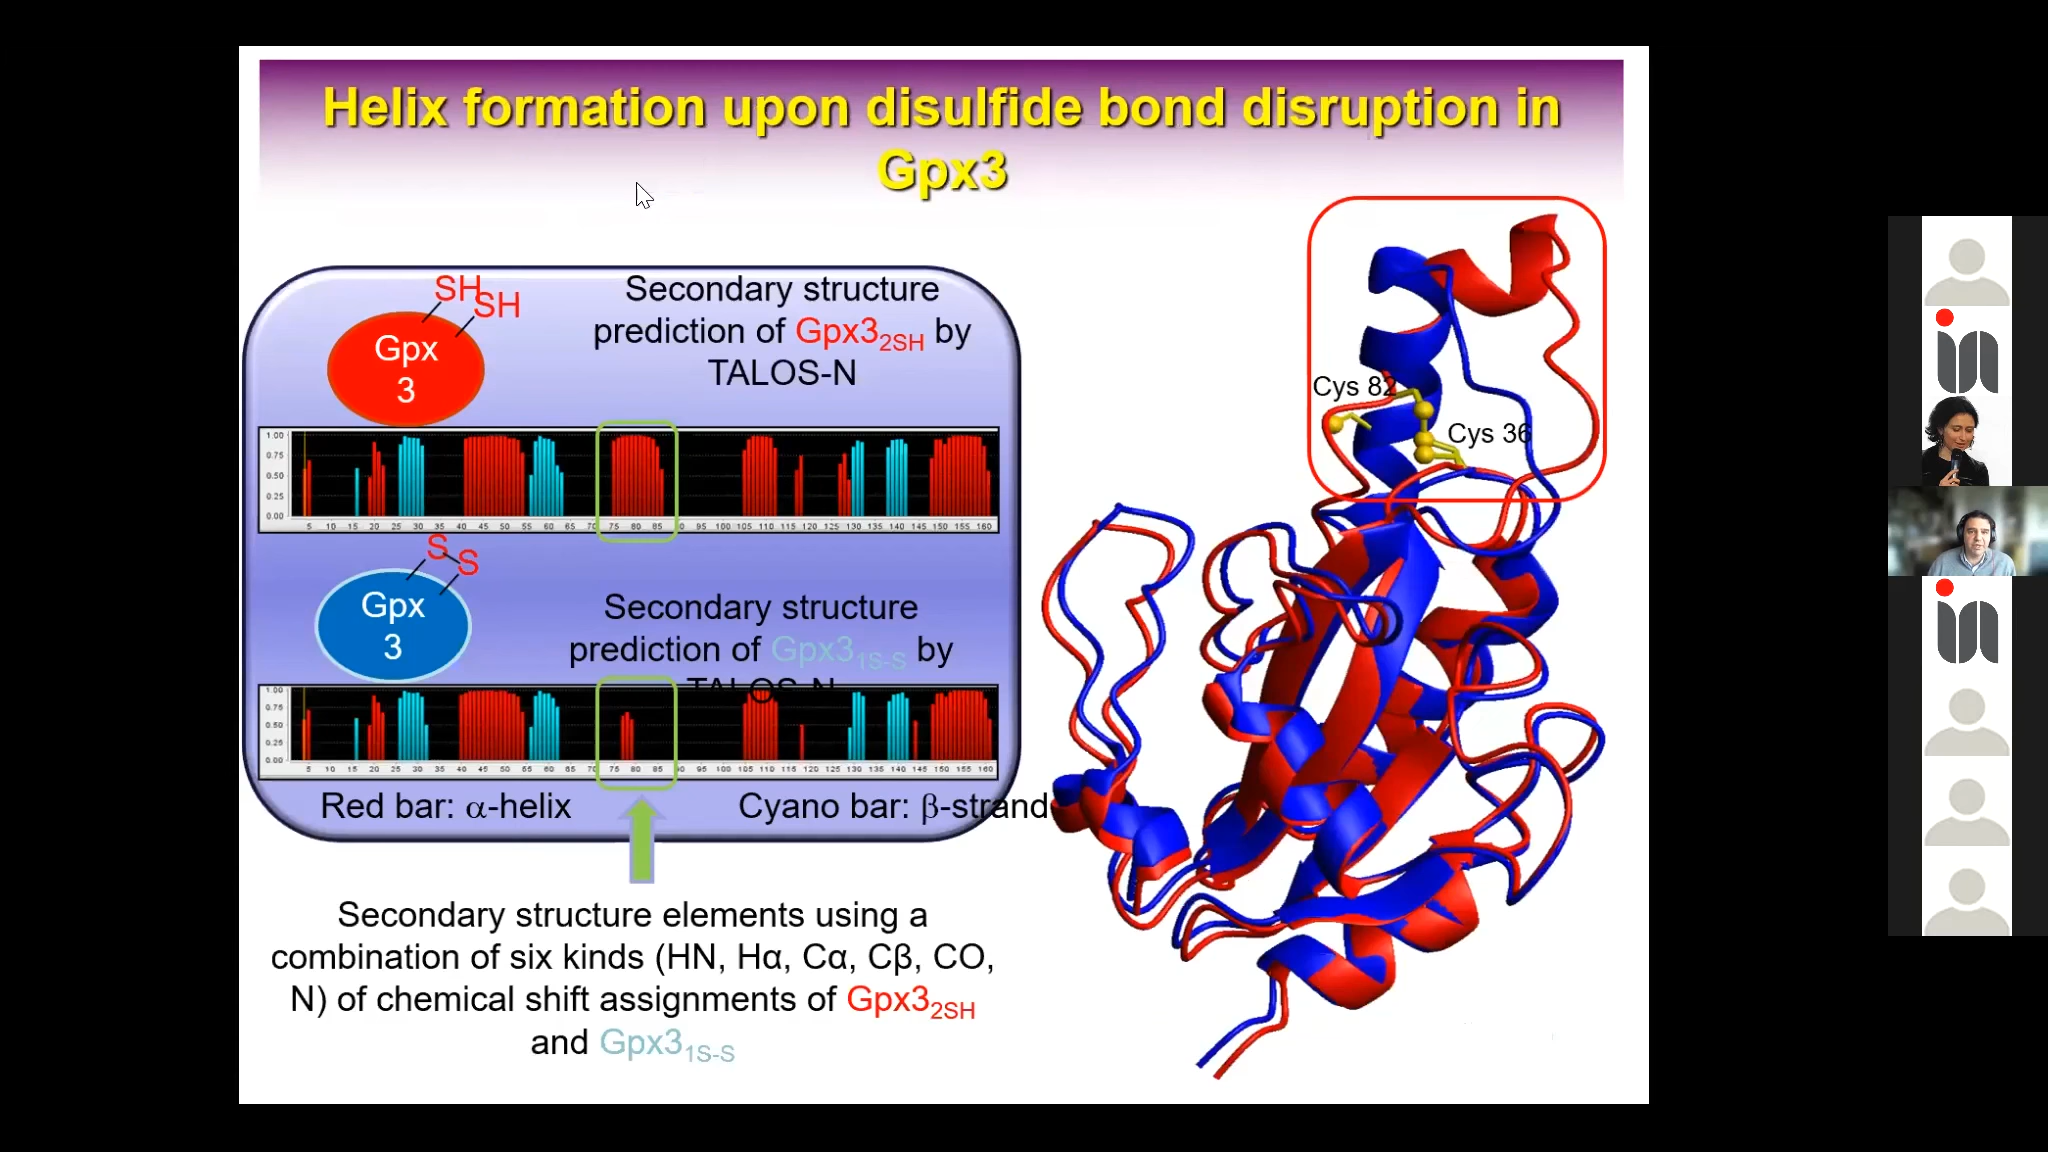 Helix formation upon disulfide bond disruption in
Gpx3
SH
SH
Gpx
3
Secondary structure
prediction of Gpx32SH by
TALOS-N
1.00
0.75
0.50
0.25
0.00
5 10 15 20 25 30 35 40 45 50 55 60 65 70 75 80 85 90 95 100 105 110 115 120 125 130 135 140 145 150 155 160
S
S
Gpx
3
Secondary structure
prediction of Gpx31S-S by
TALOS-N
1.00
0.75
0.50
0.25
0.00
5 10 15 20 25 30 35 40 45 50 55 60 65 70 75 80 85 90 95 100 105 110 115 120 125 130 135 140 145 150 155 160
Red bar: α-helix
Cyano bar: β-strand
Secondary structure elements using a
combination of six kinds (HN, Hα, Cα, Cβ, CO,
N) of chemical shift assignments of Gpx32SH
and Gpx31S-S
Cys 82
Cys 36